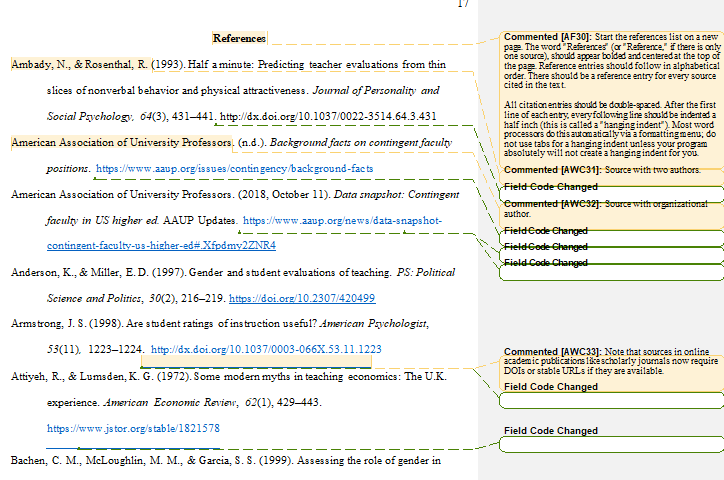 17
References
Ambady, N., & Rosenthal, R. (1993). Half a minute: Predicting teacher evaluations from thin
slices of nonverbal behavior and physical attractiveness. Journal of Personality and
Social Psychology, 64(3), 431–441. http://dx.doi.org/10.1037/0022-3514.64.3.431
American Association of University Professors. (n.d.). Background facts on contingent faculty
positions. https://www.aaup.org/issues/contingency/background-facts
American Association of University Professors. (2018, October 11). Data snapshot: Contingent
faculty in US higher ed. AAUP Updates. https://www.aaup.org/news/data-snapshot-
contingent-faculty-us-higher-ed#.Xfpdmy2ZNR4
Anderson, K., & Miller, E. D. (1997). Gender and student evaluations of teaching. PS: Political
Science and Politics, 30(2), 216–219. https://doi.org/10.2307/420499
Armstrong, J. S. (1998). Are student ratings of instruction useful? American Psychologist,
53(11), 1223–1224. http://dx.doi.org/10.1037/0003-066X.53.11.1223
Attiyeh, R., & Lumsden, K. G. (1972). Some modern myths in teaching economics: The U.K.
experience. American Economic Review, 62(1), 429–443.
https://www.jstor.org/stable/1821578
Bachen, C. M., McLoughlin, M. M., & Garcia, S. S. (1999). Assessing the role of gender in
Commented [AF30]: Start the references list on a new
page. The word "References" (or "Reference," if there is only
one source), should appear bolded and centered at the top of
the page. Reference entries should follow in alphabetical
order. There should be a reference entry for every source
cited in the text.
All citation entries should be double-spaced. After the first
line of each entry, every following line should be indented a
half inch (this is called a "hanging indent"). Most word
processors do this automatically via a formatting menu; do
not use tabs for a hanging indent unless your program
absolutely will not create a hanging indent for you.
Commented [AWC31]: Source with two authors.
Field Code Changed
Commented [AWC32]: Source with organizational
author.
Field Code Changed
Field Code Changed
Field Code Changed
Commented [AWC33]: Note that sources in online
academic publications like scholarly journals now require
DOIs or stable URLs if they are available.
Field Code Changed
Field Code Changed